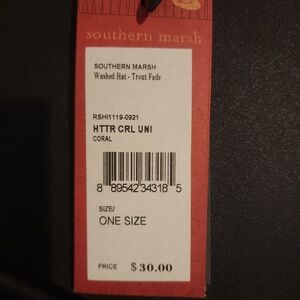 southern marsh
SOUTHERN MARSH
Washed Hat - Trout Fade
RSHI1119-0921
HTTR CRL UNI
CORAL
8 89542 34318 5
SIZE/
ONE SIZE
PRICE $30.00